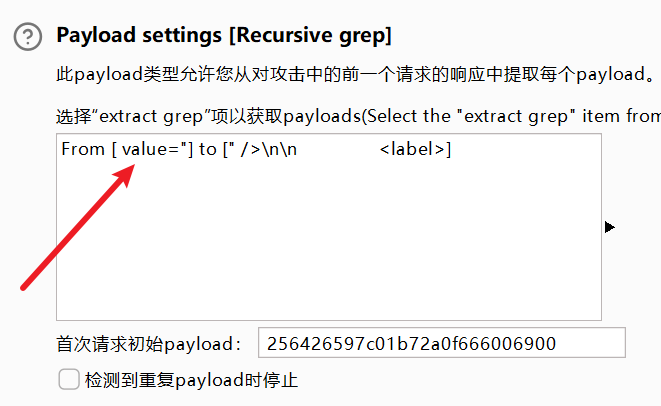 Payload settings [Recursive grep]
此payload类型允许您从对攻击中的前一个请求的响应中提取每个payload。
选择“extract grep”项以获取payloads(Select the "extract grep" item from
From [ value="] to [" />\n\n <label>]
首次请求初始payload： 256426597c01b72a0f666006900
检测到重复payload时停止